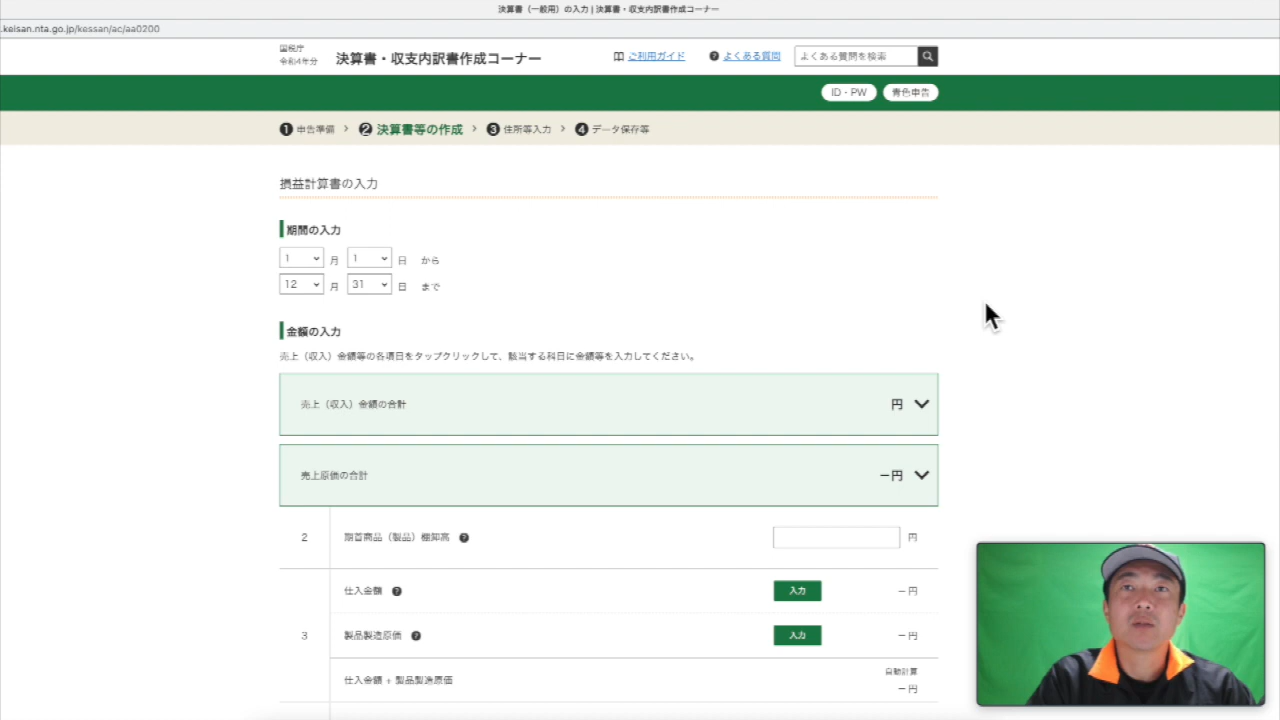 決算書（一般用）の入力 | 決算書・収支内訳書作成コーナー
.keisan.nta.go.jp/kessan/ac/aa0200
国税庁
令和4年分
決算書・収支内訳書作成コーナー
ご利用ガイド
? よくある質問
よくある質問を検索
ID・PW
青色申告
1 申告準備 > 2 決算書等の作成 > 3 住所等入力 > 4 データ保存等
損益計算書の入力
期間の入力
1 月 1 日 から
12 月 31 日 まで
金額の入力
売上（収入）金額等の各項目をタップクリックして、該当する科目に金額等を入力してください。
売上（収入）金額の合計 円
売上原価の合計 ー円
2 期首商品（製品）棚卸高 ? 円
仕入金額 ? 入力 ー円
3 製品製造原価 ? 入力 ー円
自動計算
仕入金額 + 製品製造原価 ー円